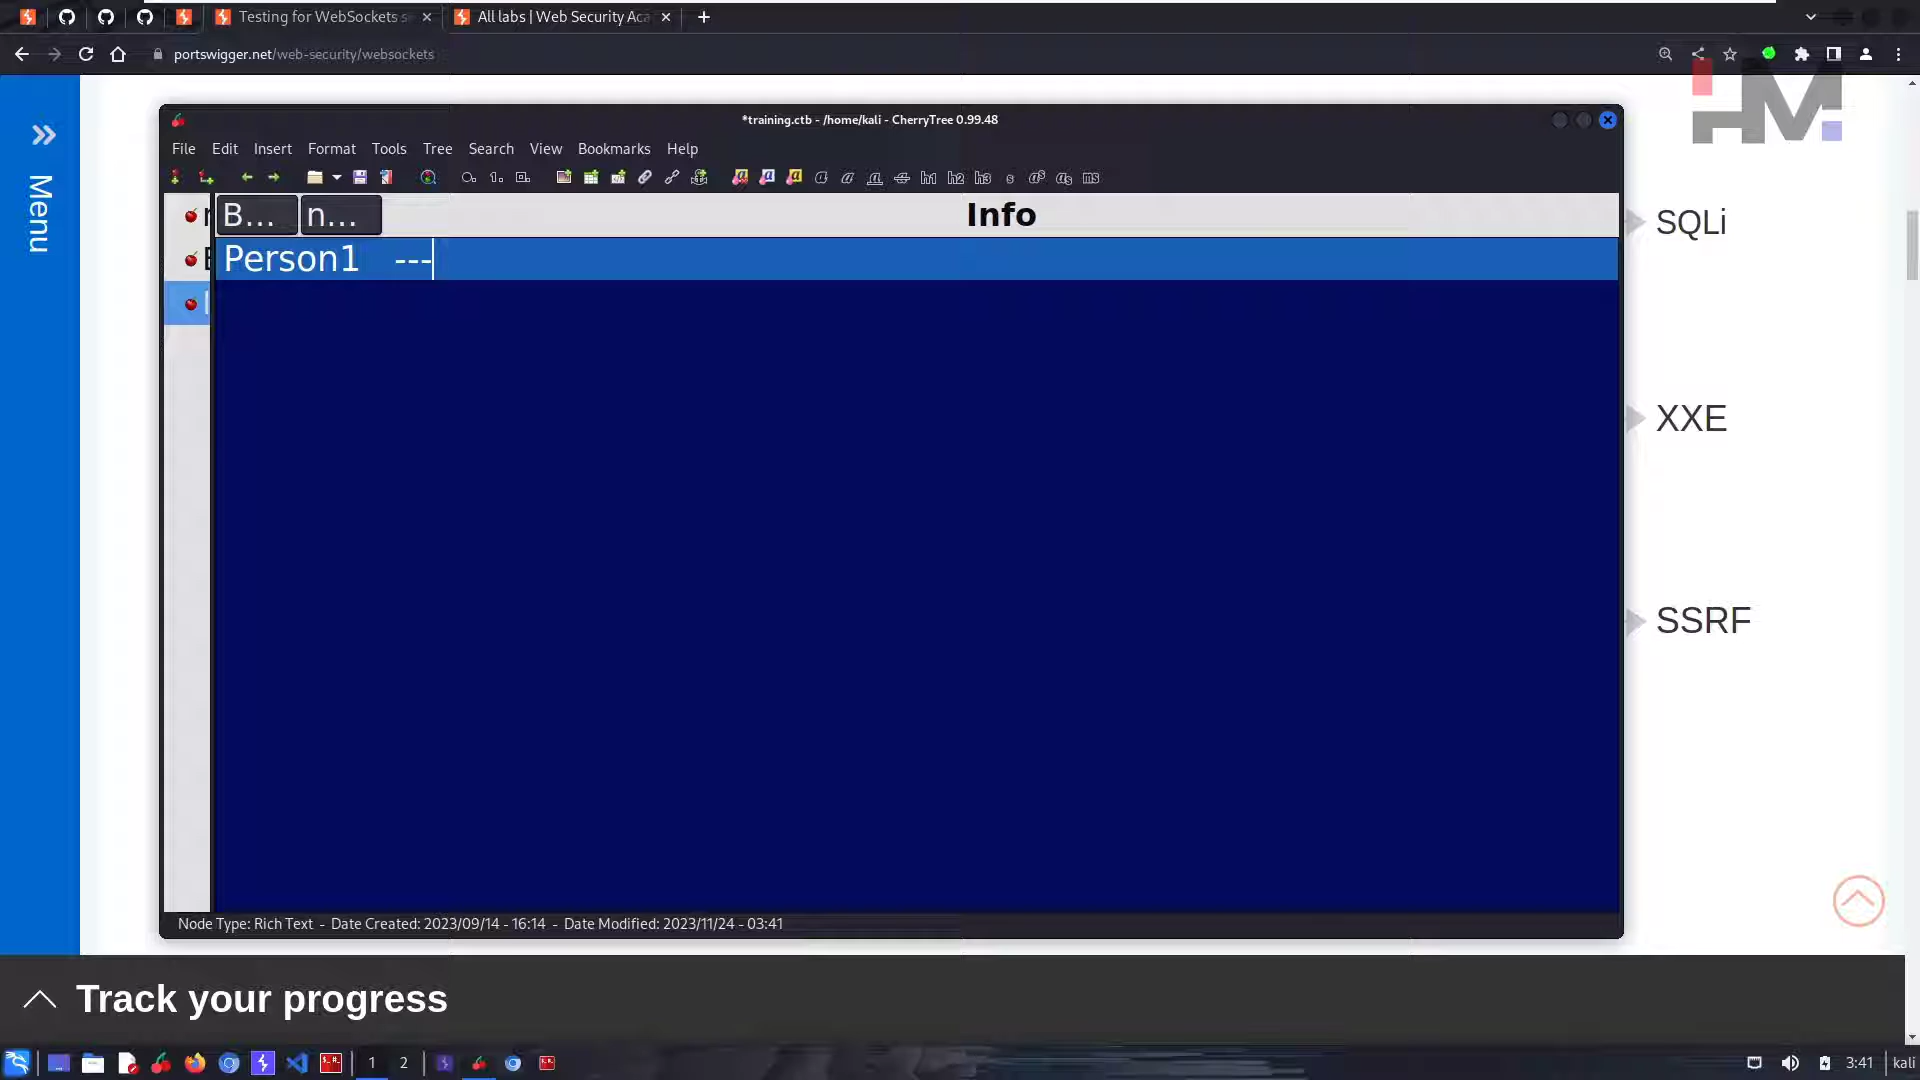 Testing for WebSockets s
All labs | Web Security Aca
portswigger.net/web-security/websockets
Menu
*training.ctb - /home/kali - CherryTree 0.99.48
File Edit Insert Format Tools Tree Search View Bookmarks Help
B... n... Info
Person1 ---
SQLi
XXE
SSRF
Node Type: Rich Text - Date Created: 2023/09/14 - 16:14 - Date Modified: 2023/11/24 - 03:41
Track your progress
1 2 3:41 kali